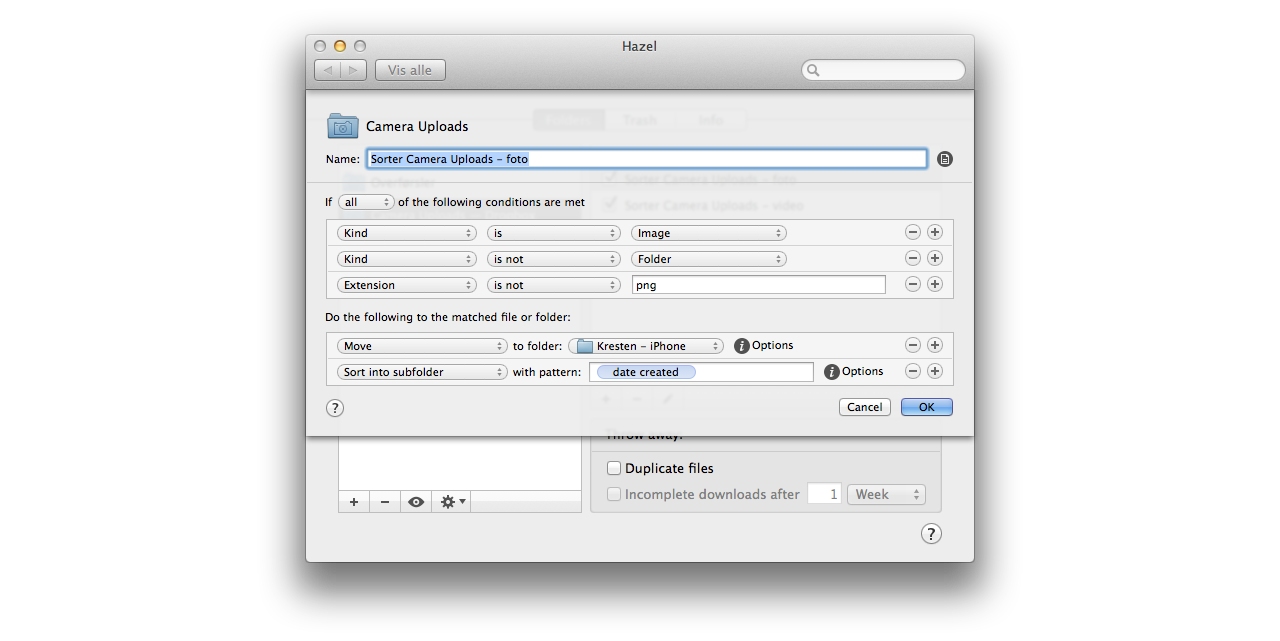 Hazel
Vis alle
Folders Trash Info
Camera Uploads
Name: Sorter Camera Uploads – foto
Overførsler
Sorter Camera Uploads – foto
Sorter Camera Uploads – video
If all of the following conditions are met
Kind is Image
Kind is not Folder
Extension is not png
Do the following to the matched file or folder:
Move to folder: Kresten – iPhone Options
Sort into subfolder with pattern: date created Options
? Cancel OK
Throw away:
Duplicate files
Incomplete downloads after 1 Week
?